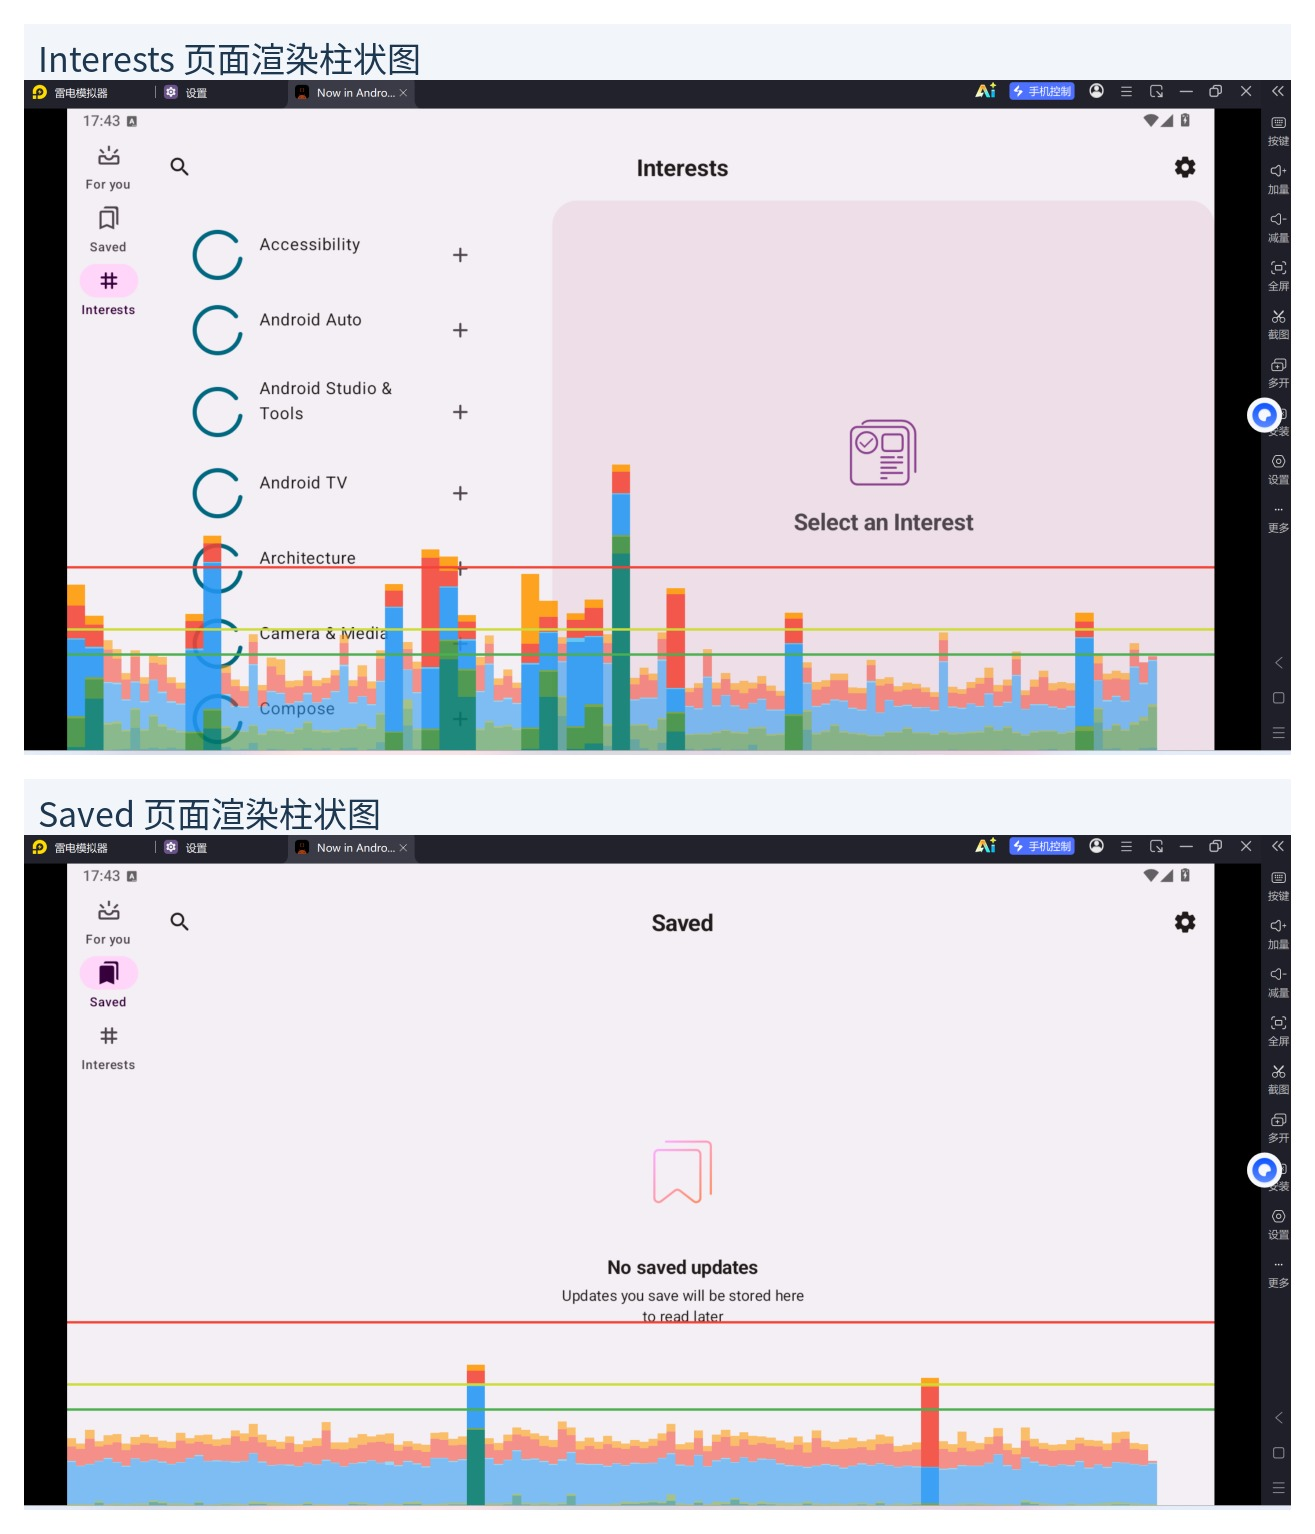 Interests 页面渲染柱状图
雷电模拟器
设置
Now in Andro...
手机控制
17:43
For you
Saved
Interests
Interests
Accessibility
Android Auto
Android Studio &
Tools
Android TV
Architecture
Camera & Media
Compose
Select an Interest
按键
加量
减量
全屏
截图
多开
安装
设置
更多
Saved 页面渲染柱状图
雷电模拟器
设置
Now in Andro...
手机控制
17:43
For you
Saved
Interests
Saved
No saved updates
Updates you save will be stored here
to read later
按键
加量
减量
全屏
截图
多开
安装
设置
更多